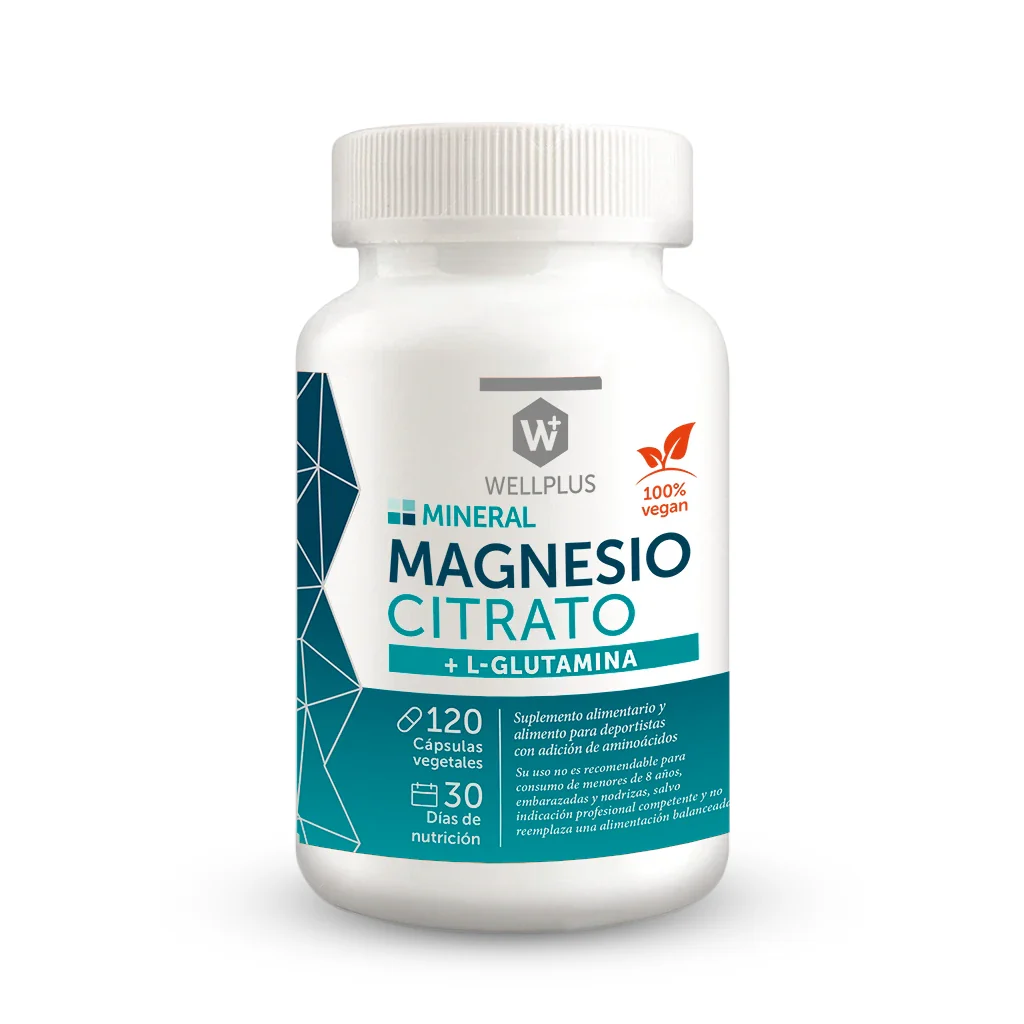 W+
WELLPLUS
100%
vegan
MINERAL
MAGNESIO
CITRATO
+ L-GLUTAMINA
120
Cápsulas
vegetales
30
Días de
nutrición
Suplemento alimentario y
alimento para deportistas
con adición de aminoácidos
Su uso no es recomendable para
consumo de menores de 8 años,
embarazadas y nodrizas, salvo
indicación profesional competente y no
reemplaza una alimentación balanceada